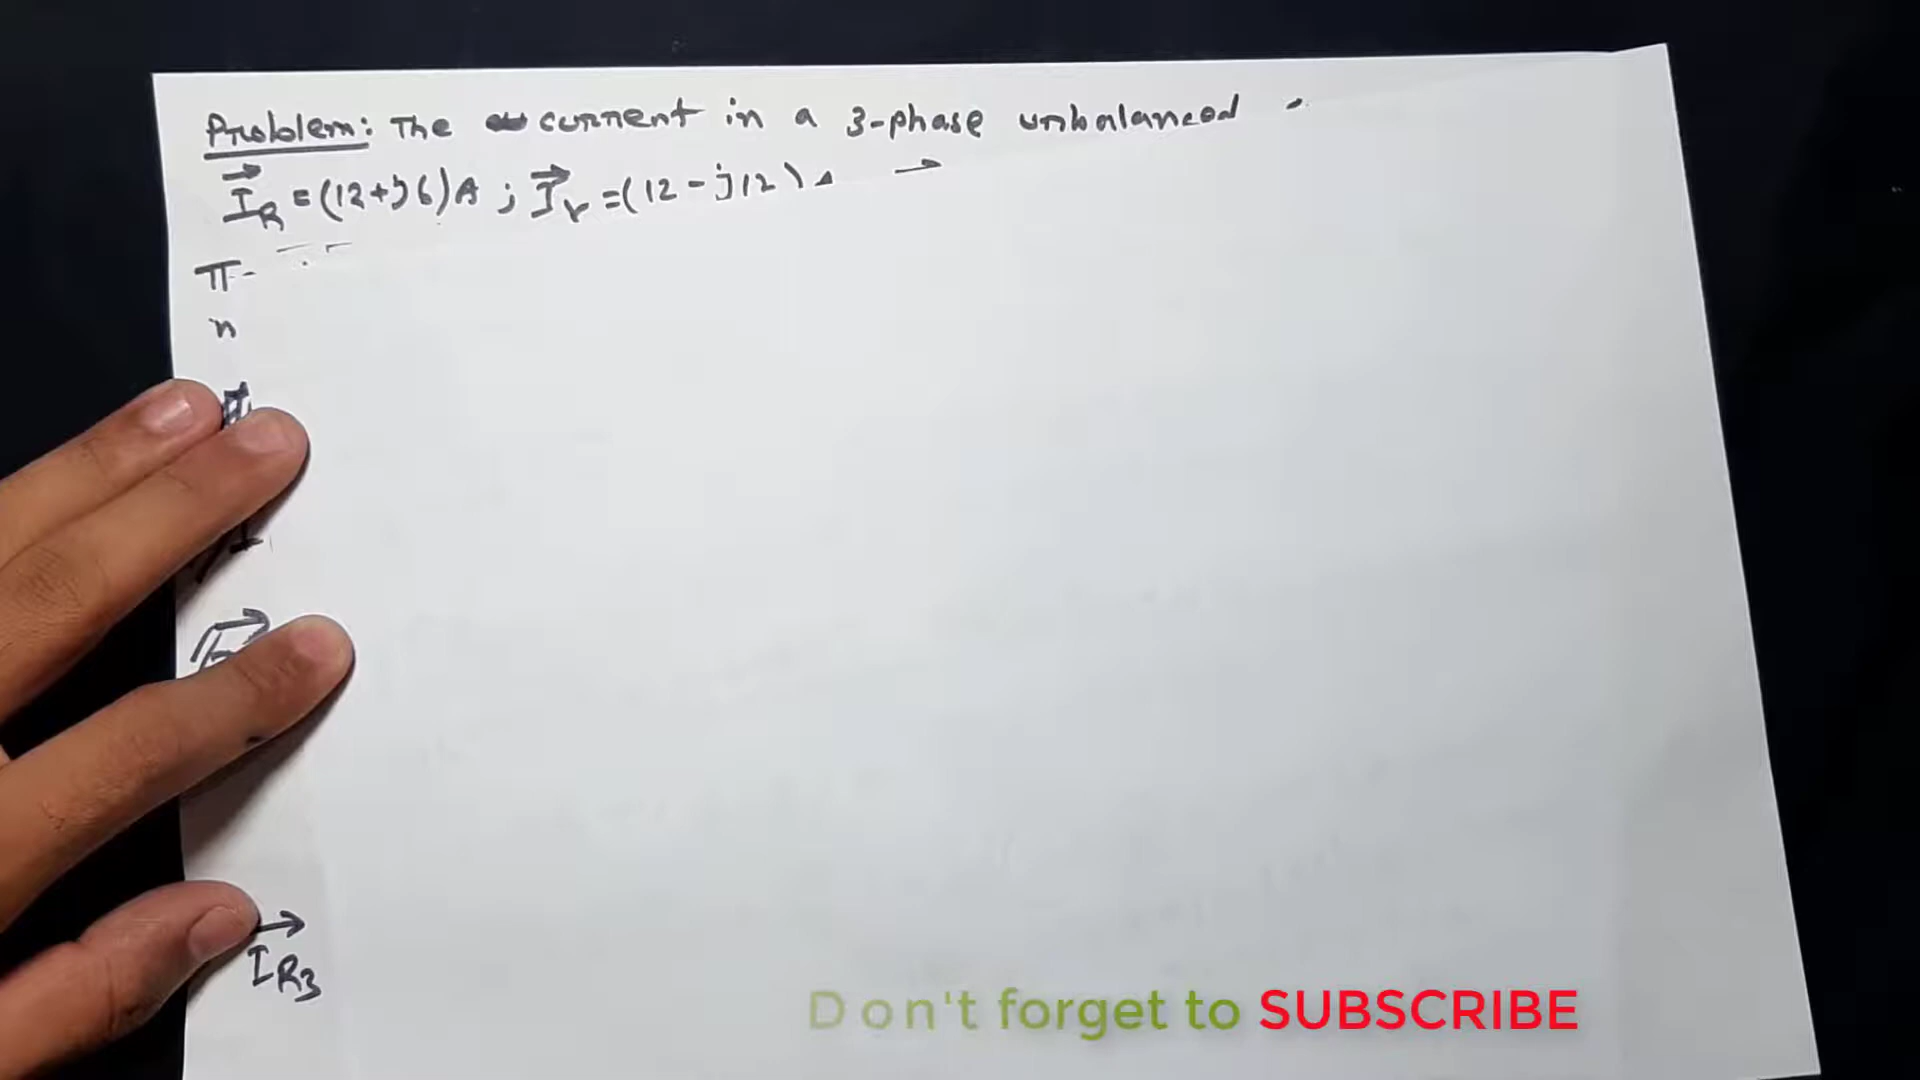 Problem: The current in a 3-phase unbalanced
I_R = (12+j6)A ; I_Y = (12-j12)
I_R3
Don't forget to SUBSCRIBE